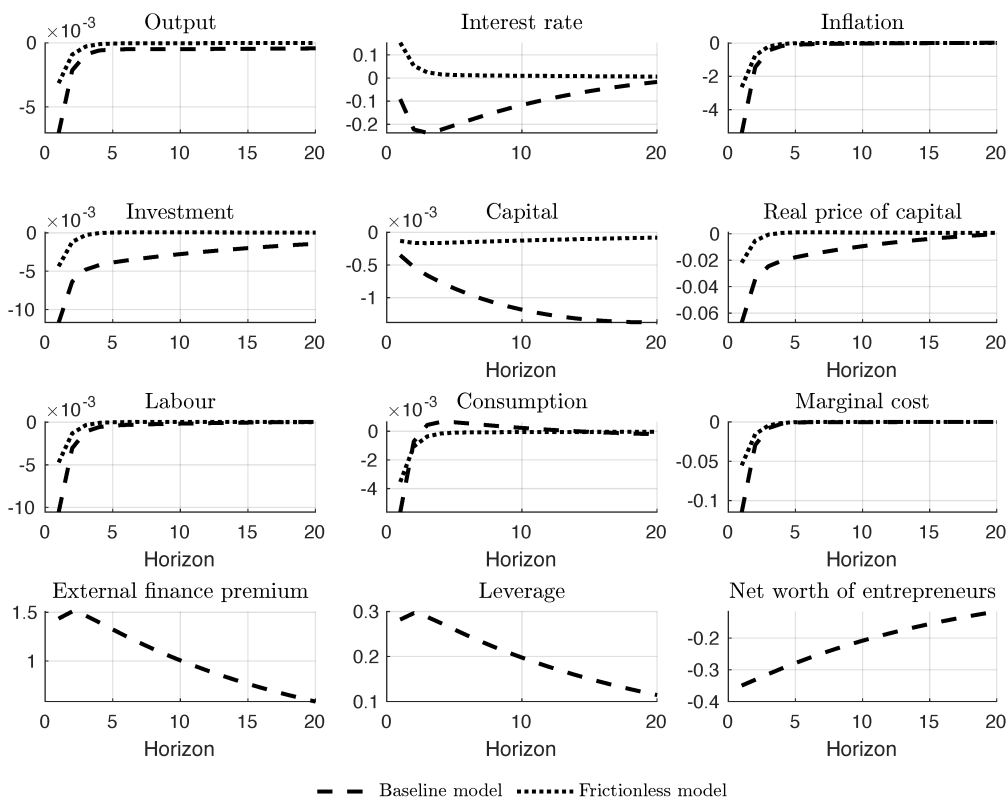 Output
Interest rate
Inflation
×10-3
0
-5
0 5 10 15 20
0.1
0
-0.1
-0.2
0 10 20
0
-2
-4
0 5 10 15 20
Investment
Capital
Real price of capital
×10-3
0
-5
-10
0 5 10 15 20
×10-3
0
-0.5
-1
0 10 20
Horizon
0
-0.02
-0.04
-0.06
0 5 10 15 20
Labour
Consumption
Marginal cost
×10-3
0
-5
-10
0 5 10 15 20
Horizon
×10-3
0
-2
-4
0 10 20
Horizon
0
-0.05
-0.1
0 5 10 15 20
Horizon
External finance premium
Leverage
Net worth of entrepreneurs
1.5
1
0 5 10 15 20
Horizon
0.3
0.2
0.1
0 10 20
Horizon
-0.2
-0.3
-0.4
0 5 10 15 20
Horizon
Baseline model Frictionless model